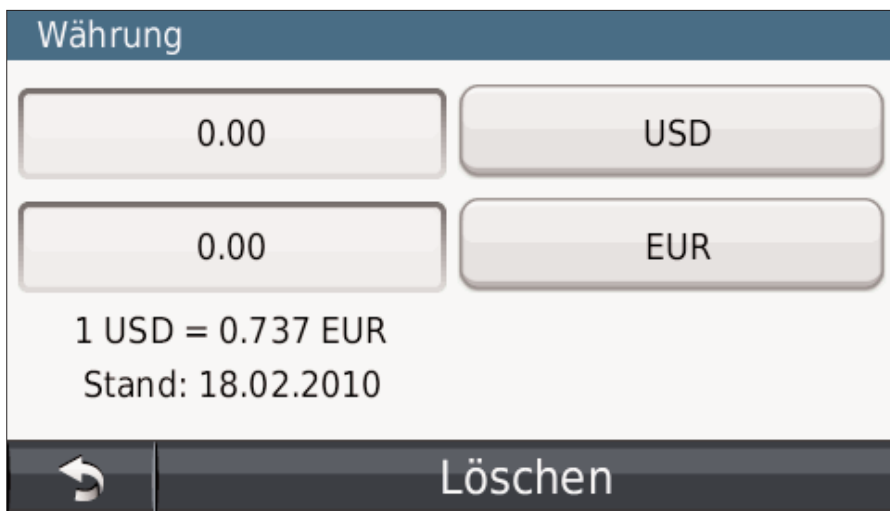 Währung
0.00 USD
0.00 EUR
1 USD = 0.737 EUR
Stand: 18.02.2010
Löschen